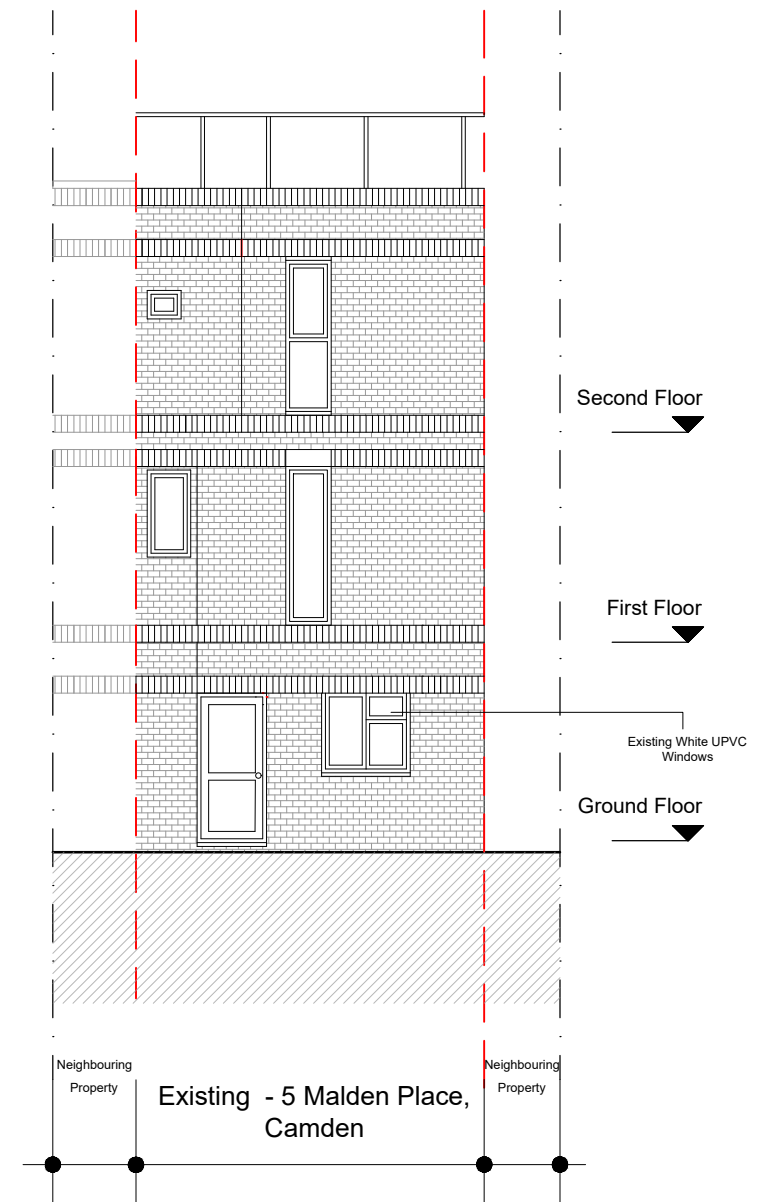 Second Floor
First Floor
Existing White UPVC
Windows
Ground Floor
Neighbouring
Property
Existing - 5 Malden Place,
Camden
Neighbouring
Property